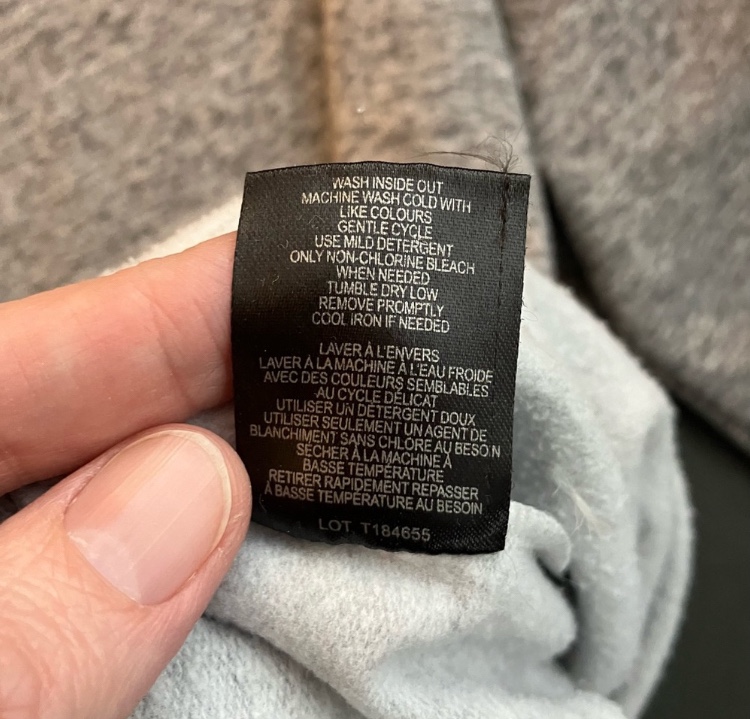 WASH INSIDE OUT
MACHINE WASH COLD WITH
LIKE COLOURS
GENTLE CYCLE
USE MILD DETERGENT
ONLY NON-CHLORINE BLEACH
WHEN NEEDED
TUMBLE DRY LOW
REMOVE PROMPTLY
COOL IRON IF NEEDED
LAVER À L'ENVERS
LAVER À LA MACHINE À L'EAU FROIDE
AVEC DES COULEURS SEMBLABLES
AU CYCLE DÉLICAT
UTILISER UN DÉTERGENT DOUX
UTILISER SEULEMENT UN AGENT DE
BLANCHIMENT SANS CHLORE AU BESOIN
SÉCHER À LA MACHINE À
BASSE TEMPÉRATURE
RETIRER RAPIDEMENT REPASSER
À BASSE TEMPÉRATURE AU BESOIN
LOT. T184655